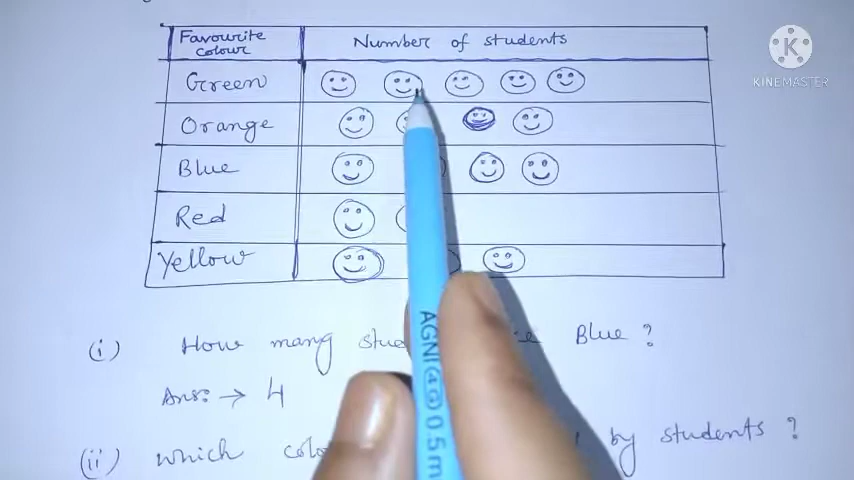 Favourite colour Number of students
Green
Orange
Blue
Red
Yellow
(i) How many Blue ?
Ans: → 4
(ii) which by students ?
AGNI (4G) 0.5 m
K
KINEMASTER